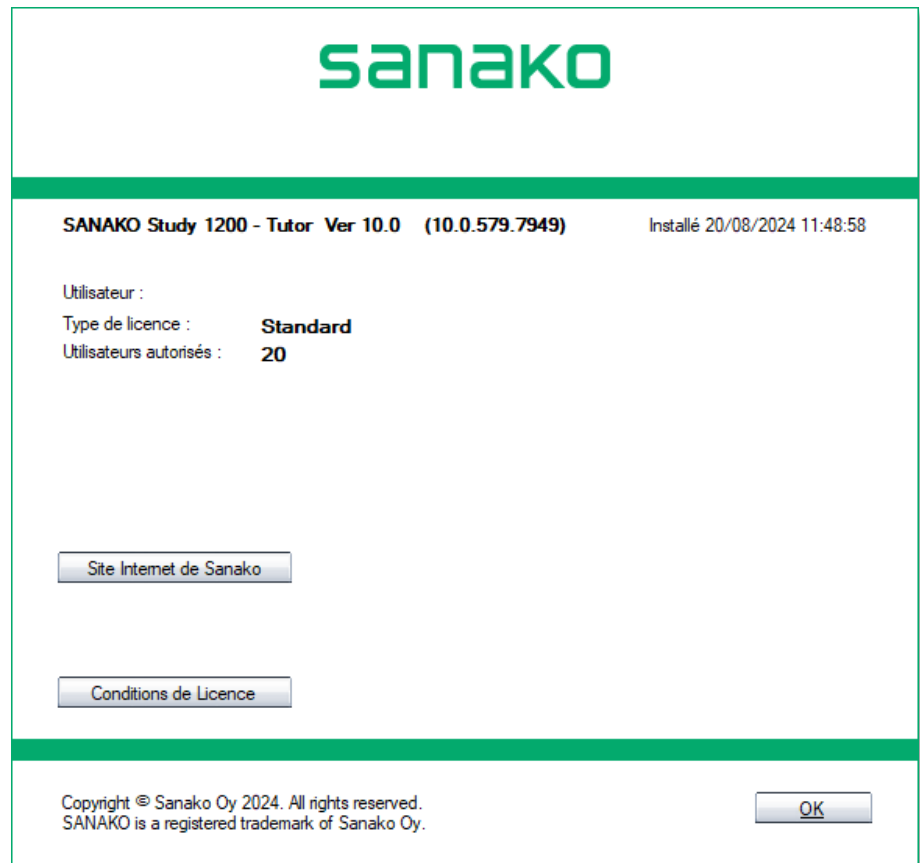 sanako
SANAKO Study 1200 - Tutor Ver 10.0 (10.0.579.7949) Installé 20/08/2024 11:48:58
Utilisateur :
Type de licence : Standard
Utilisateurs autorisés : 20
Site Internet de Sanako
Conditions de Licence
Copyright © Sanako Oy 2024. All rights reserved.
SANAKO is a registered trademark of Sanako Oy.
OK